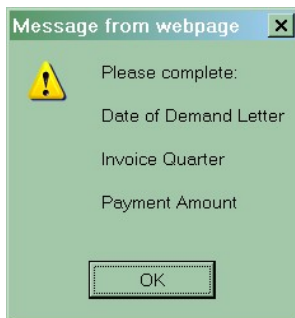 Message from webpage
Please complete:
Date of Demand Letter
Invoice Quarter
Payment Amount
OK